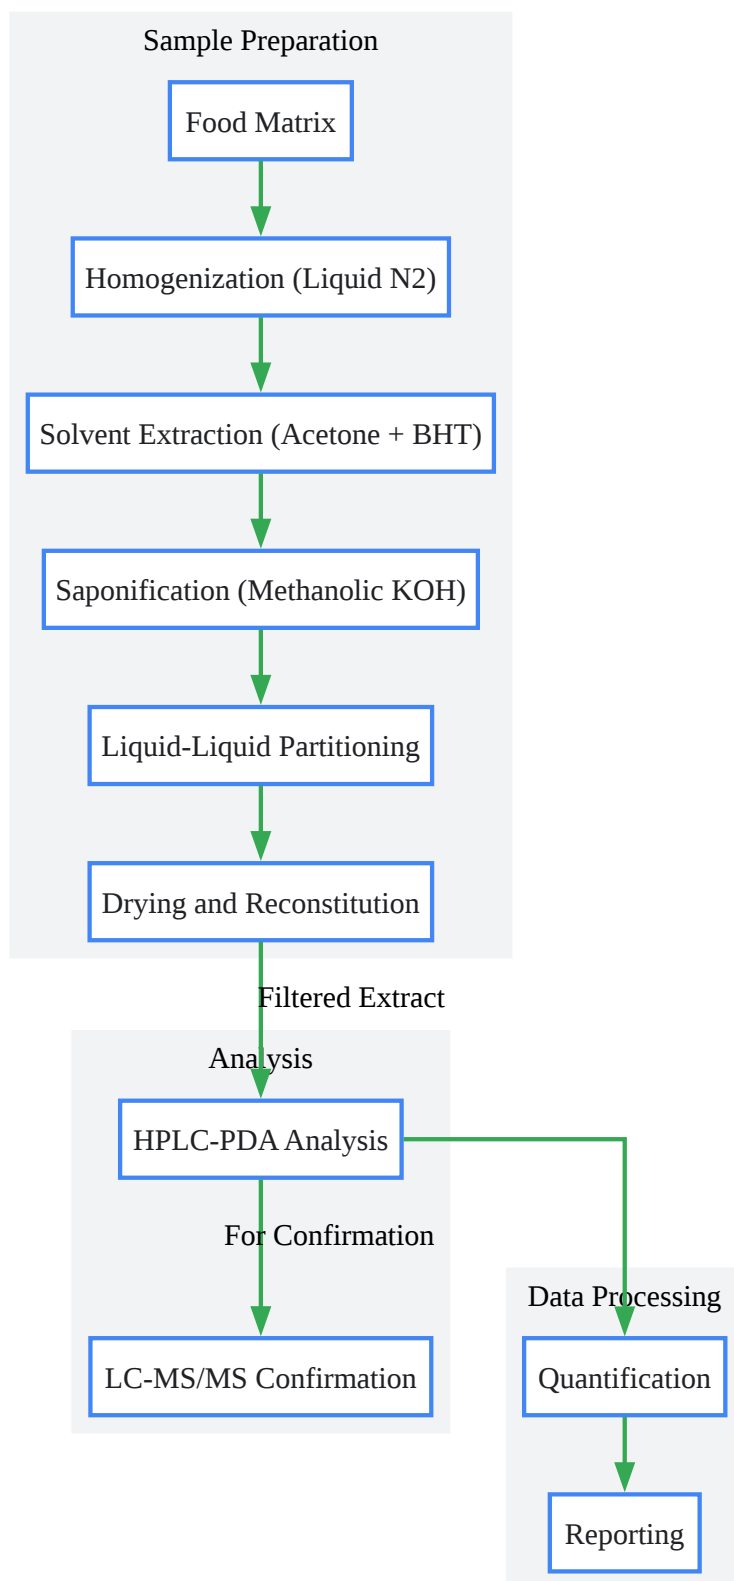 Sample Preparation
Food Matrix
Homogenization (Liquid N2)
Solvent Extraction (Acetone + BHT)
Saponification (Methanolic KOH)
Liquid-Liquid Partitioning
Drying and Reconstitution
Filtered Extract
Analysis
HPLC-PDA Analysis
For Confirmation
Data Processing
LC-MS/MS Confirmation
Quantification
Reporting